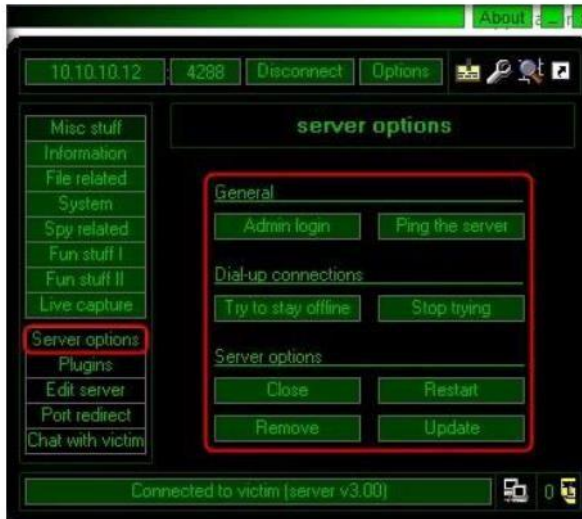 About
10.10.10.12 : 4288 Disconnect Options
Misc stuff
Information
File related
System
Spy related
Fun stuff I
Fun stuff II
Live capture
Server options
Plugins
Edit server
Port redirect
Chat with victim
server options
General
Admin login Ping the server
Dial-up connections
Try to stay offline Stop trying
Server options
Close Restart
Remove Update
Connected to victim (server v3.00) 0